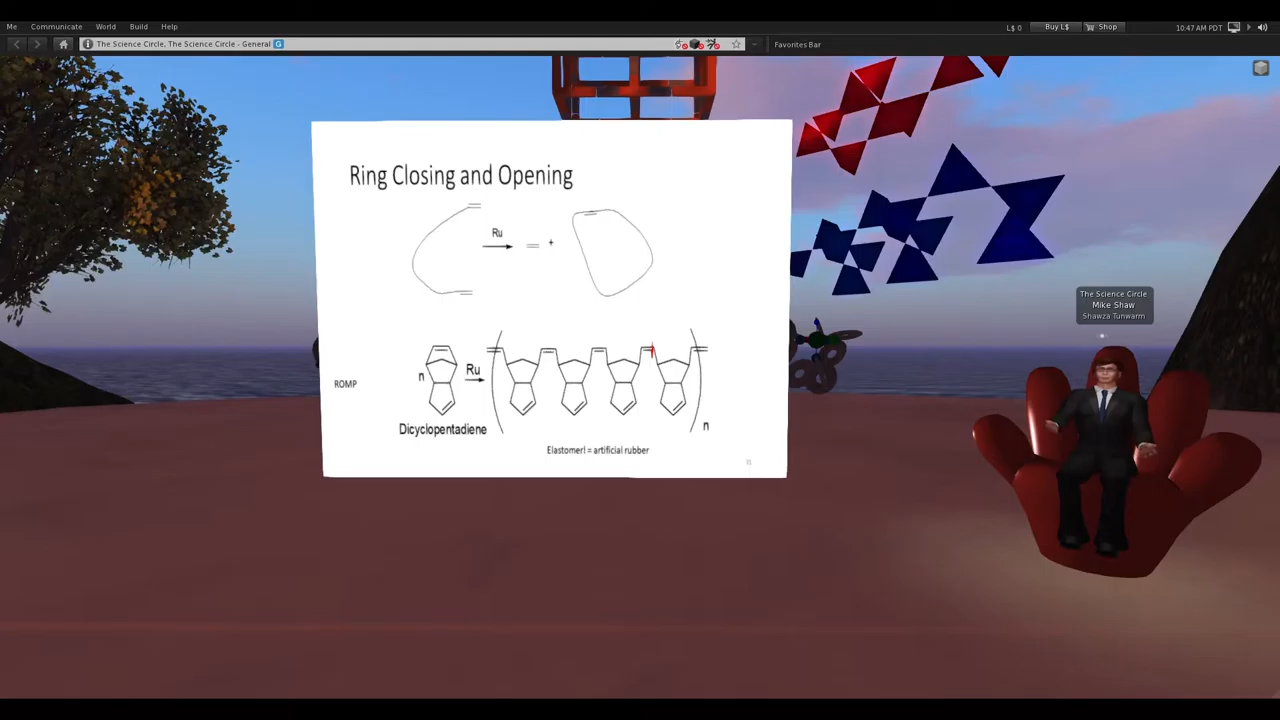 Me Communicate World Build Help L$ 0 Buy L$ Shop 10:47 AM PDT
The Science Circle, The Science Circle - General G Favorites Bar
Ring Closing and Opening
Ru
+
The Science Circle
Mike Shaw
Shawza Tunwarm
n Ru
ROMP
Dicyclopentadiene n
Elastomerl = artificial rubber